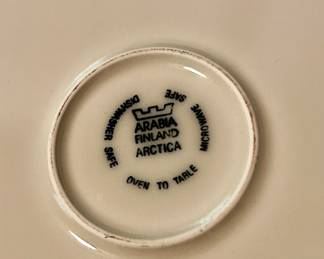 ARABIA
FINLAND
ARCTICA
DISHWASHER SAFE
OVEN TO TABLE
MICROWAVE SAFE